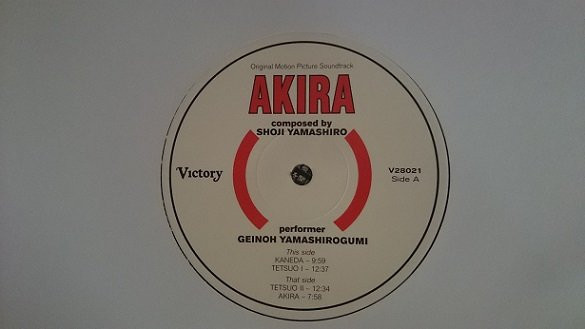 Original Motion Picture Soundtrack
AKIRA
composed by
SHOJI YAMASHIRO
Victory
V28021
Side A
performer
GEINOH YAMASHIROGUMI
This side
KANEDA – 9:59
TETSUO I – 12:37
That side
TETSUO II – 12:34
AKIRA – 7:58